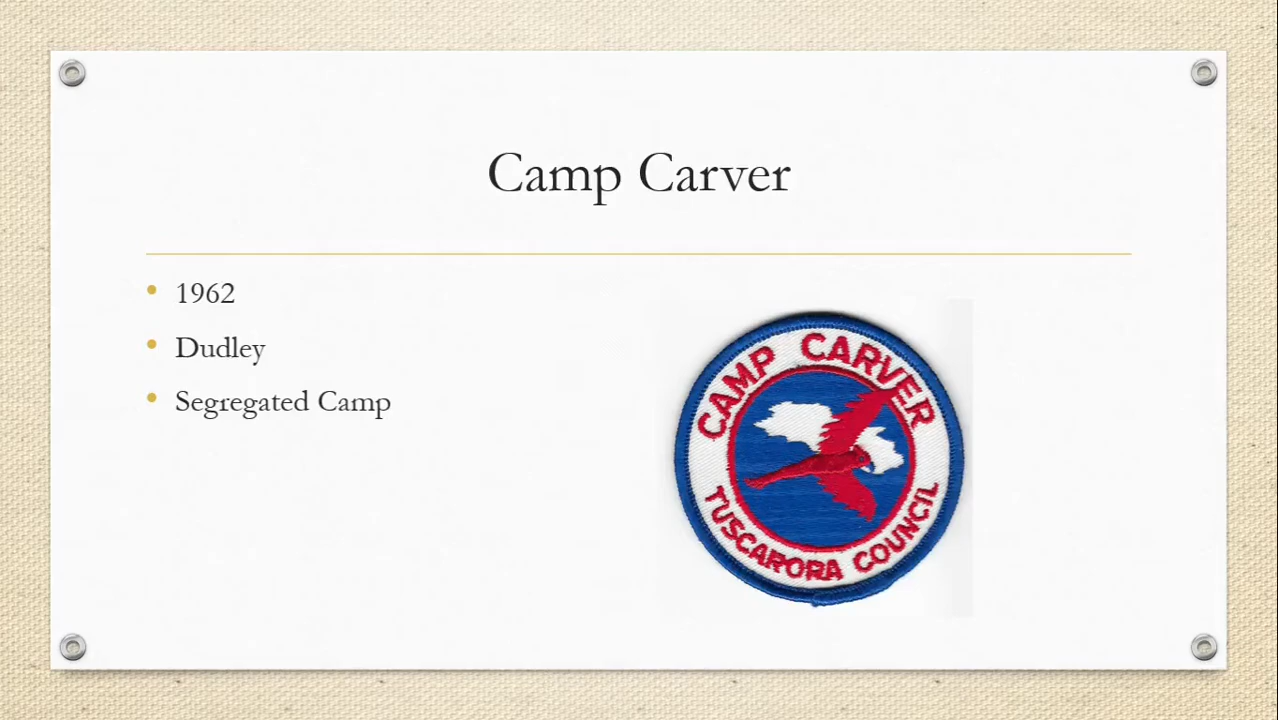 Camp Carver
1962
Dudley
Segregated Camp
CAMP CARVER
TUSCARORA COUNCIL